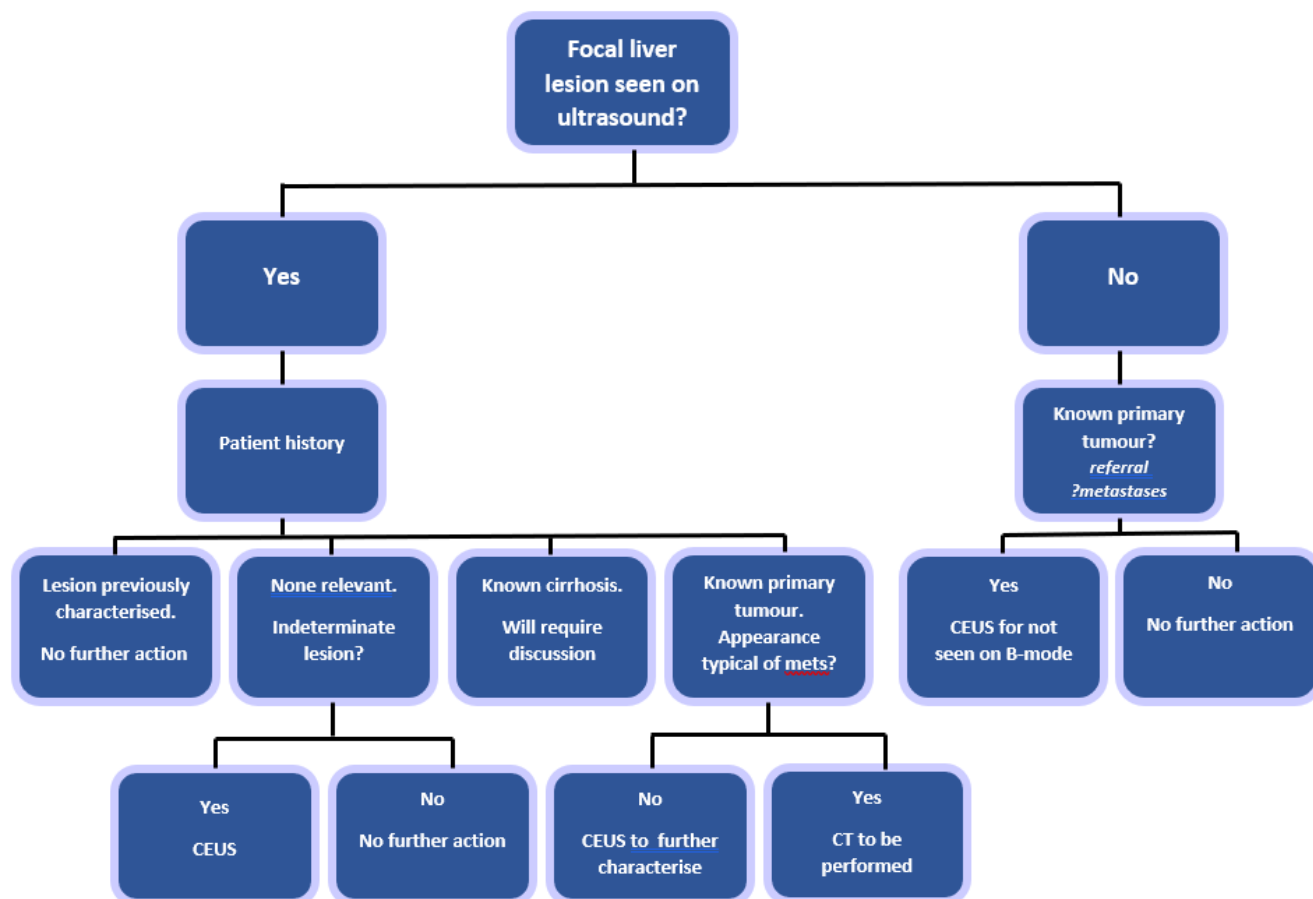 Focal liver
lesion seen on
ultrasound?
Yes
No
Patient history
Known primary
tumour?
referral
?metastases
Lesion previously
characterised.
No further action
None relevant.
Indeterminate
lesion?
Known cirrhosis.
Will require
discussion
Known primary
tumour.
Appearance
typical of mets?
Yes
CEUS for not
seen on B-mode
No
No further action
Yes
CEUS
No
No further action
No
CEUS to further
characterise
Yes
CT to be
performed